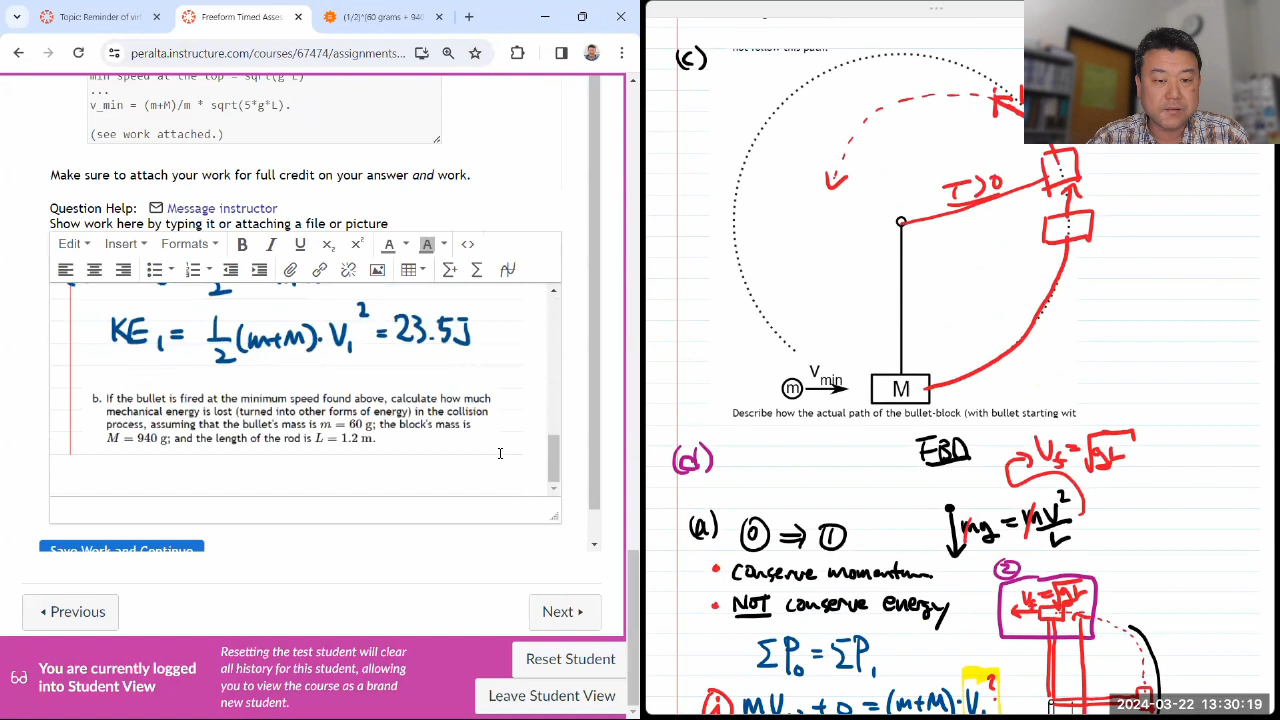 Topic Reminder of vir
Freeform Timed Asses
(1/2)*60 grams + 940
peralta.instructure.com/courses/67474/assignments...
min speed at the top = sqrt(g*L)
...
v_min = (m+M)/m * sqrt(5*g*L).
(see work attached.)
Make sure to attach your work for full credit on your answer and work.
Question Help: Message instructor
Show work here by typing it or attaching a file or picture
Edit Insert Formats B I U x₂ x² A A
KE₁ = 1/2 (m+M)·V₁² = 23.5J
b. If the bullet is fired at the minimum speed found above, calculate how much
mechanical energy is lost (turned into other forms of energy) in the collision
process, assuming that the bullet's mass is m = 60 g; the block's mass is
M = 940 g; and the length of the rod is L = 1.2 m.
Save Work and Continue
Previous
Next
You are currently logged
into Student View
Resetting the test student will clear
all history for this student, allowing
you to view the course as a brand
new student.
Reset Student
Leave Student View
not follow this path.
(c)
T>0
m Vmin M
Describe how the actual path of the bullet-block (with bullet starting wit
(d)
FBD
V_f = √gL
mg = mV²/L
(a) ⓪ ⇒ ①
• conserve momentum
• NOT conserve energy
②
V_f = √gL
ΣP₀ = ΣP₁
? 
2024-03-22 13:30:19